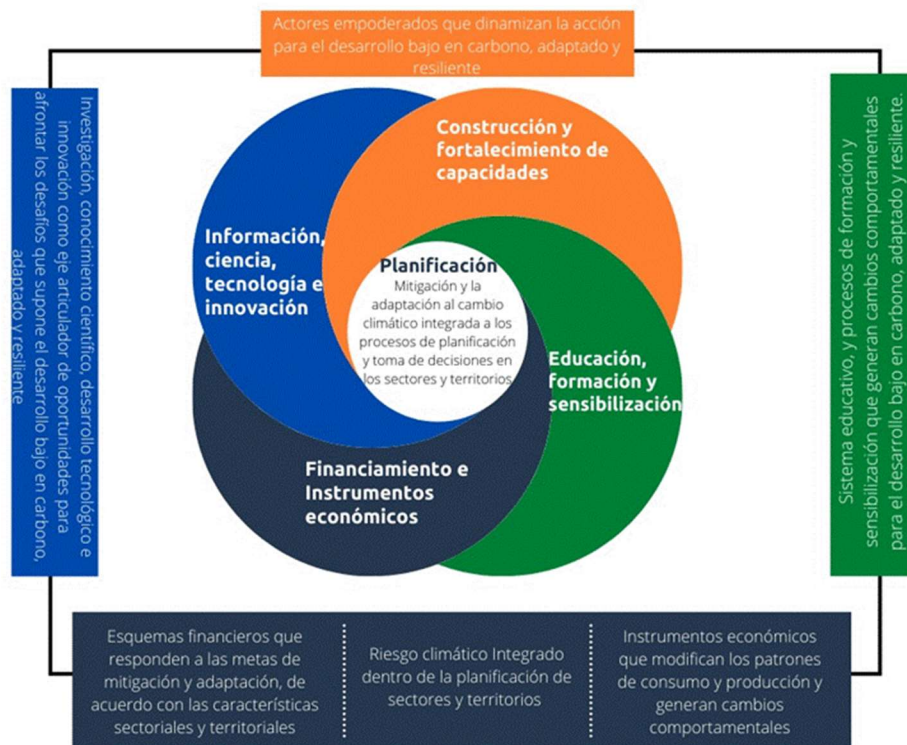 Actores empoderados que dinamizan la acción
para el desarrollo bajo en carbono, adaptado y
resiliente
Investigación, conocimiento científico, desarrollo tecnológico e
innovación como eje articulador de oportunidades para
afrontar los desafíos que supone el desarrollo bajo en carbono,
adaptado y resiliente
Construcción y
fortalecimiento de
capacidades
Información,
ciencia,
tecnología e
innovación
Planificación
Mitigación y la
adaptación al cambio
climático integrada a los
procesos de planificación
y toma de decisiones en
los sectores y territorios
Educación,
formación y
sensibilización
Financiamiento e
Instrumentos
económicos
Sistema educativo, y procesos de formación y
sensibilización que generan cambios comportamentales
para el desarrollo bajo en carbono, adaptado y resiliente.
Esquemas financieros que
responden a las metas de
mitigación y adaptación, de
acuerdo con las características
sectoriales y territoriales
Riesgo climático Integrado
dentro de la planificación de
sectores y territorios
Instrumentos económicos
que modifican los patrones
de consumo y producción y
generan cambios
comportamentales